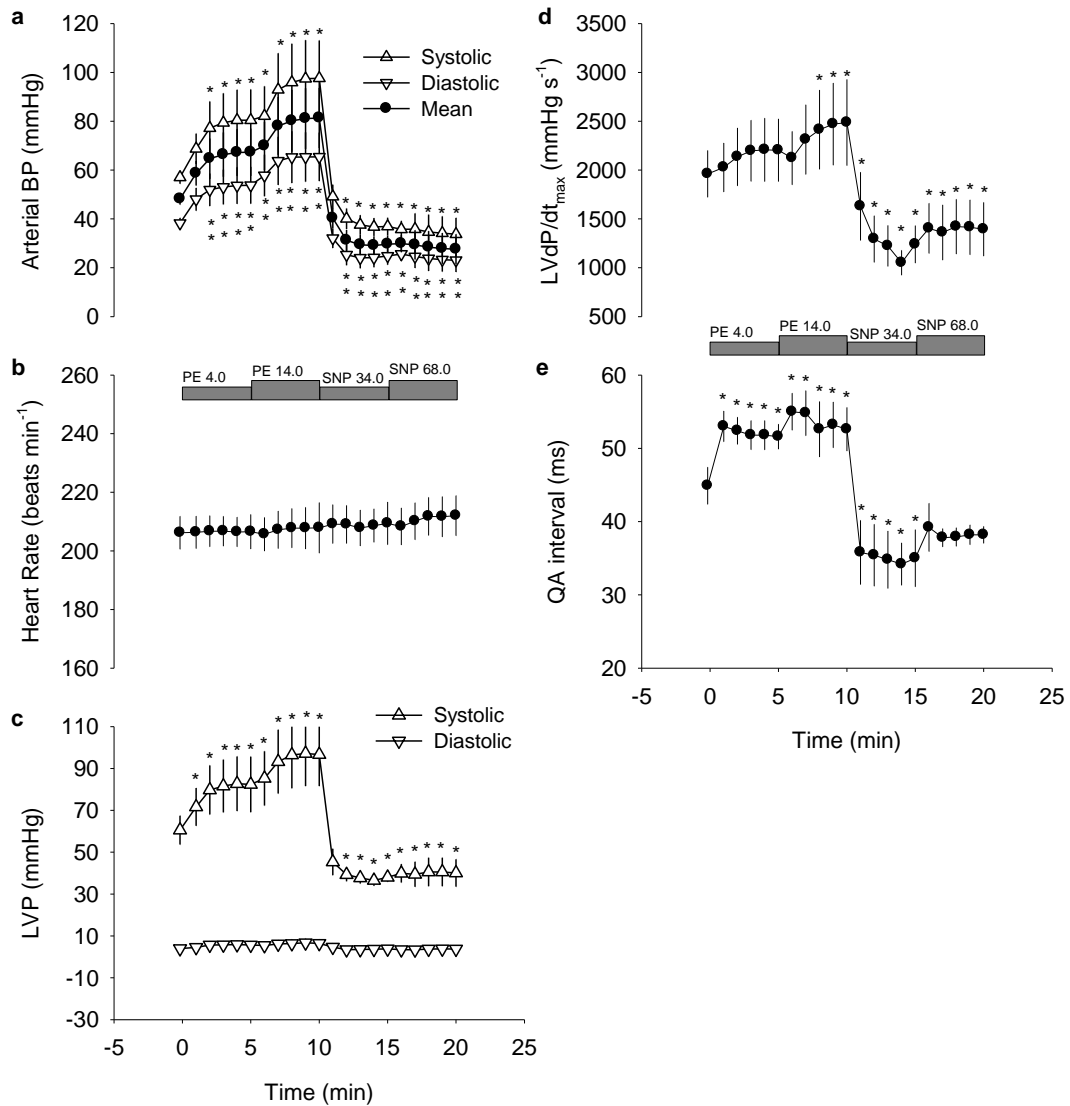 a
Arterial BP (mmHg)
120
100
80
60
40
20
0
Systolic
Diastolic
Mean
b
Heart Rate (beats min-1)
260
240
220
200
180
160
PE 4.0
PE 14.0
SNP 34.0
SNP 68.0
c
LVP (mmHg)
110
90
70
50
30
10
-10
-30
Systolic
Diastolic
-5 0 5 10 15 20 25
Time (min)
d
LVdP/dtmax (mmHg s-1)
3500
3000
2500
2000
1500
1000
500
PE 4.0
PE 14.0
SNP 34.0
SNP 68.0
e
QA interval (ms)
60
50
40
30
20
-5 0 5 10 15 20 25
Time (min)